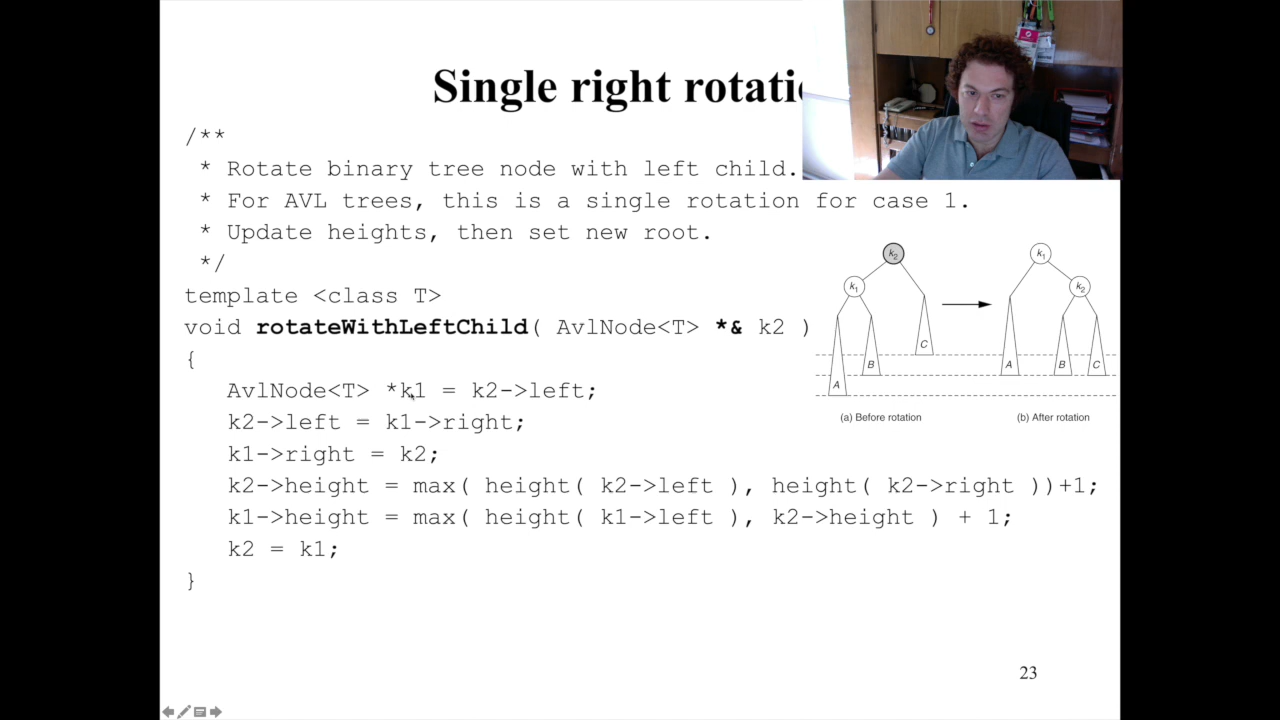 Single right rotati
/**
* Rotate binary tree node with left child.
* For AVL trees, this is a single rotation for case 1.
* Update heights, then set new root.
*/
template <class T>
void rotateWithLeftChild( AvlNode<T> *& k2 )
{
AvlNode<T> *k1 = k2->left;
k2->left = k1->right;
k1->right = k2;
k2->height = max( height( k2->left ), height( k2->right ))+1;
k1->height = max( height( k1->left ), k2->height ) + 1;
k2 = k1;
}
k2
k1
A
B
C
(a) Before rotation
k1
k2
A
B
C
(b) After rotation
23